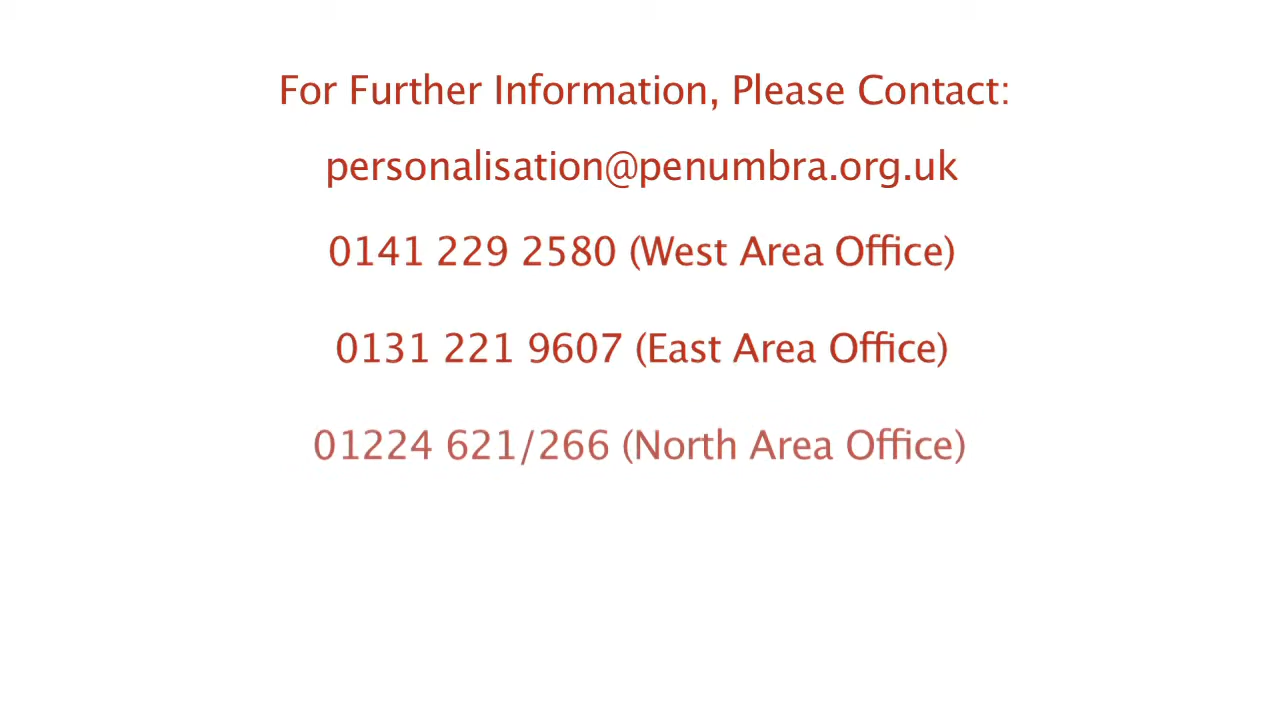 For Further Information, Please Contact:
personalisation@penumbra.org.uk
0141 229 2580 (West Area Office)
0131 221 9607 (East Area Office)
01224 621/266 (North Area Office)